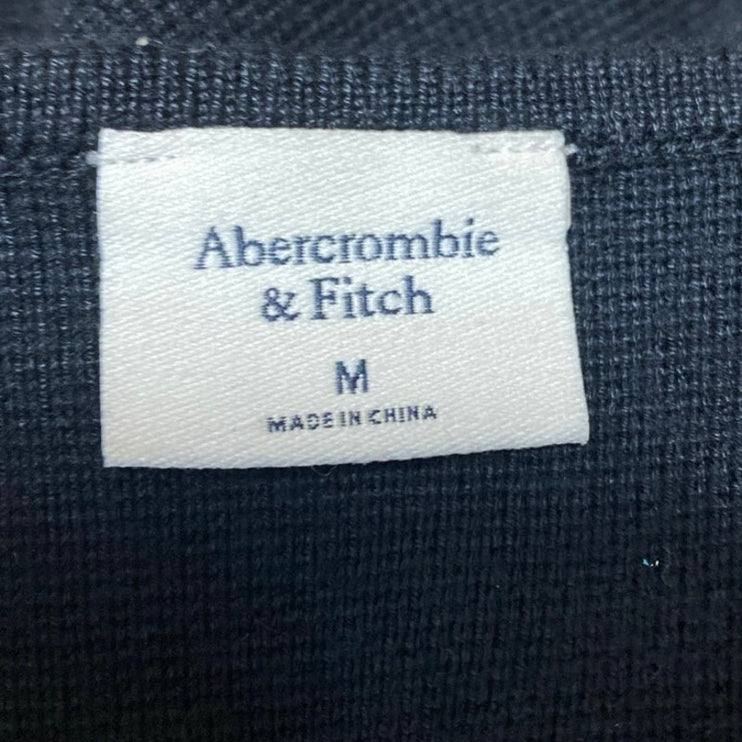 Abercrombie
& Fitch
M
MADE IN CHINA